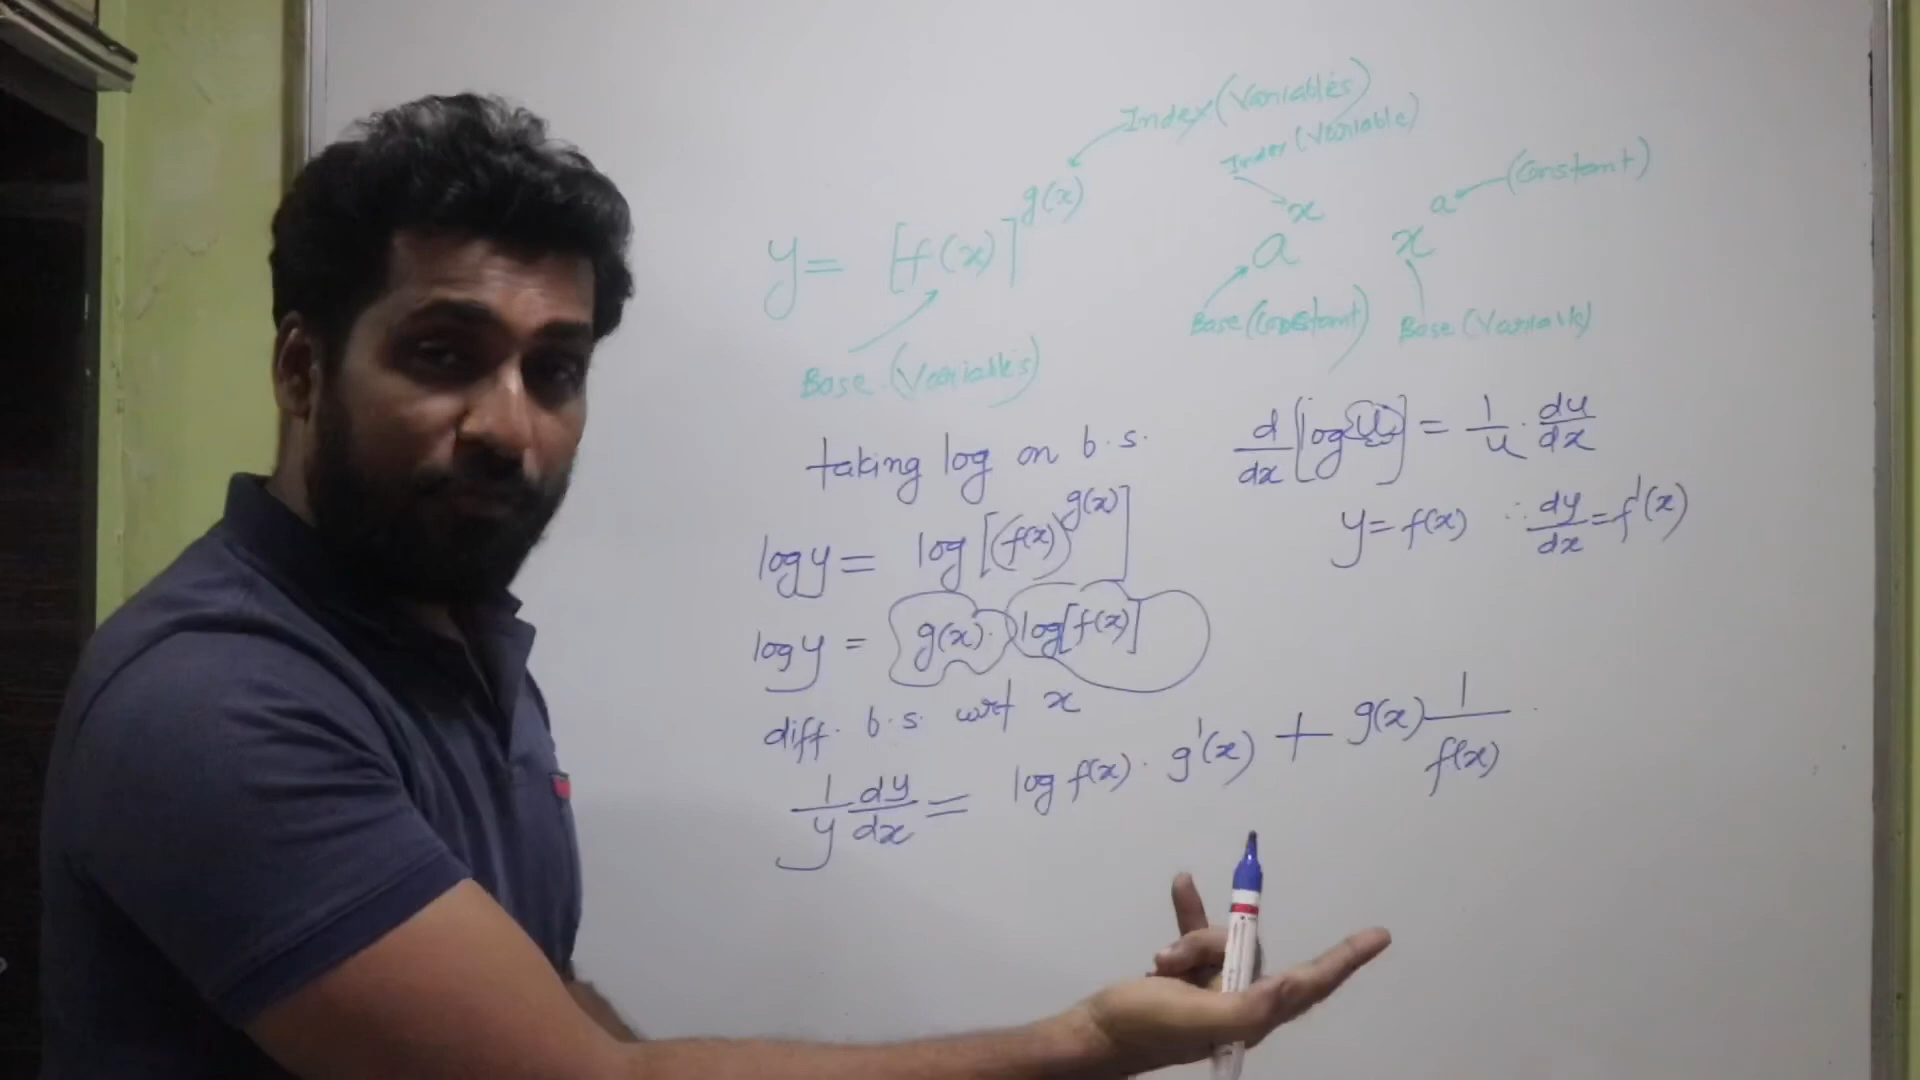 Index (Variables)
Index (Variable)
y = [f(x)]^g(x)
a^x
x^a
(Constant)
Base (Variables)
Base (Constant)
Base (Variable)
taking log on b.s.
d/dx [log u] = 1/u · du/dx
y = f(x) ∴ dy/dx = f'(x)
log y = log [(f(x))^g(x)]
log y = g(x) · log[f(x)]
diff. b.s. wrt x
1/y dy/dx = log f(x) · g'(x) + g(x) 1/f(x) ·